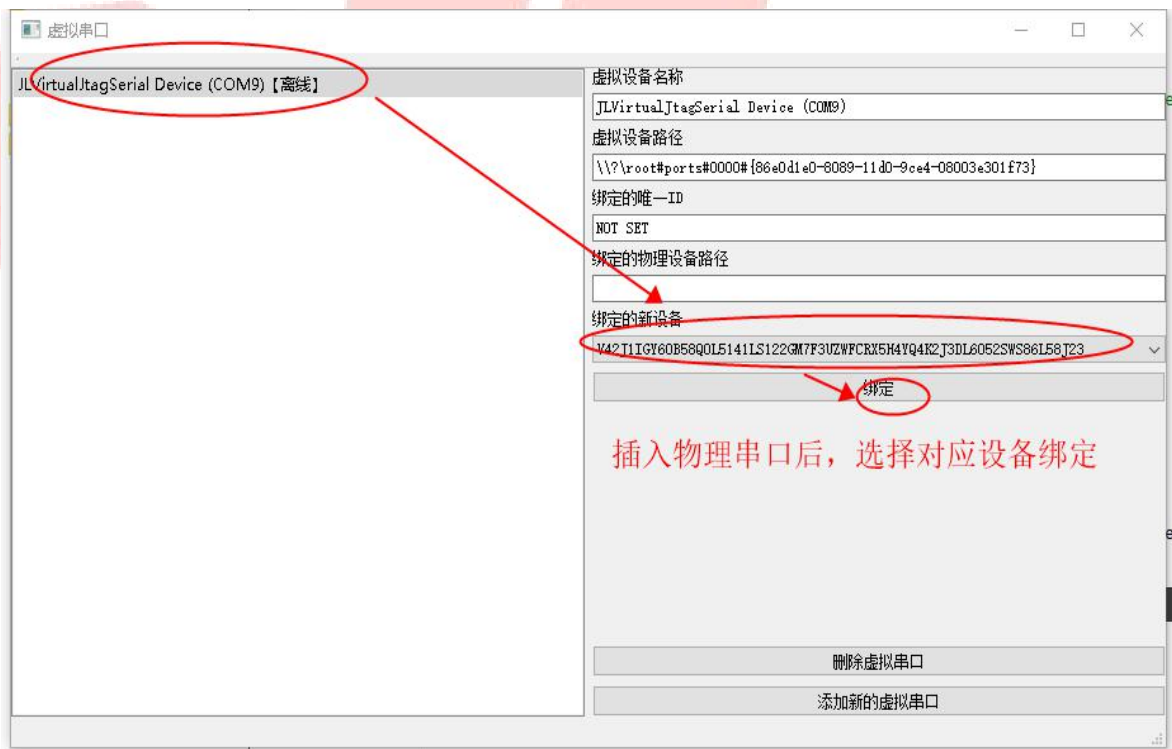 虚拟串口
JLVirtualJtagSerial Device (COM9)【离线】
虚拟设备名称
JLVirtualJtagSerial Device (COM9)
虚拟设备路径
\\?\root#ports#0000#{86e0d1e0-8089-11d0-9ce4-08003e301f73}
绑定的唯一ID
NOT SET
绑定的物理设备路径
绑定的新设备
V42J1IGY60B58Q0L5141LS122GM7F3UZWFCRX5H4YQ4K2J3DL6052SWS86L58J23
绑定
插入物理串口后，选择对应设备绑定
删除虚拟串口
添加新的虚拟串口